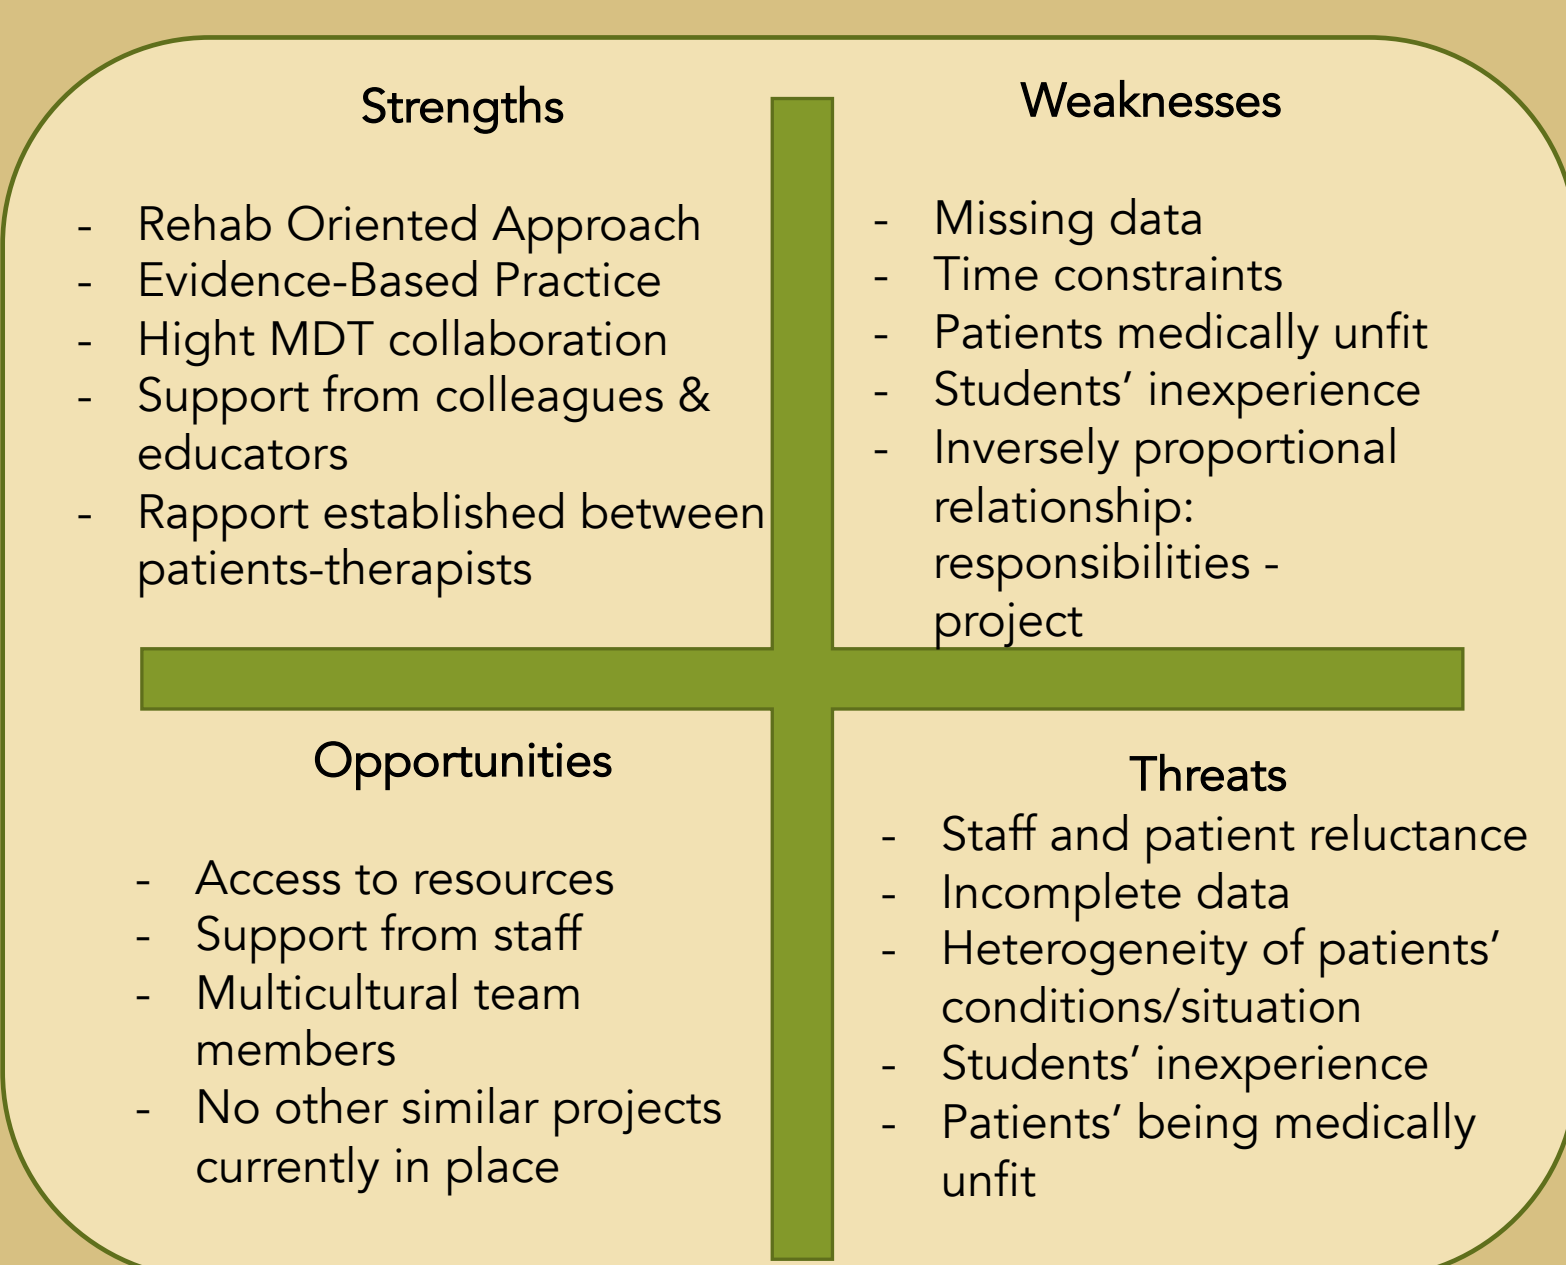 Strengths
- Rehab Oriented Approach
- Evidence-Based Practice
- Hight MDT collaboration
- Support from colleagues &
educators
- Rapport established between
patients-therapists
Weaknesses
- Missing data
- Time constraints
- Patients medically unfit
- Students’ inexperience
- Inversely proportional
relationship:
responsibilities -
project
Opportunities
- Access to resources
- Support from staff
- Multicultural team
members
- No other similar projects
currently in place
Threats
- Staff and patient reluctance
- Incomplete data
- Heterogeneity of patients’
conditions/situation
- Students’ inexperience
- Patients’ being medically
unfit